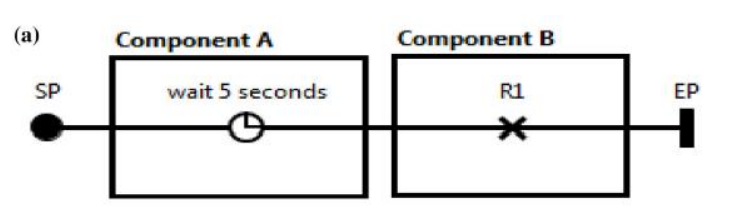 (a)
Component A
Component B
SP
wait 5 seconds
R1
EP